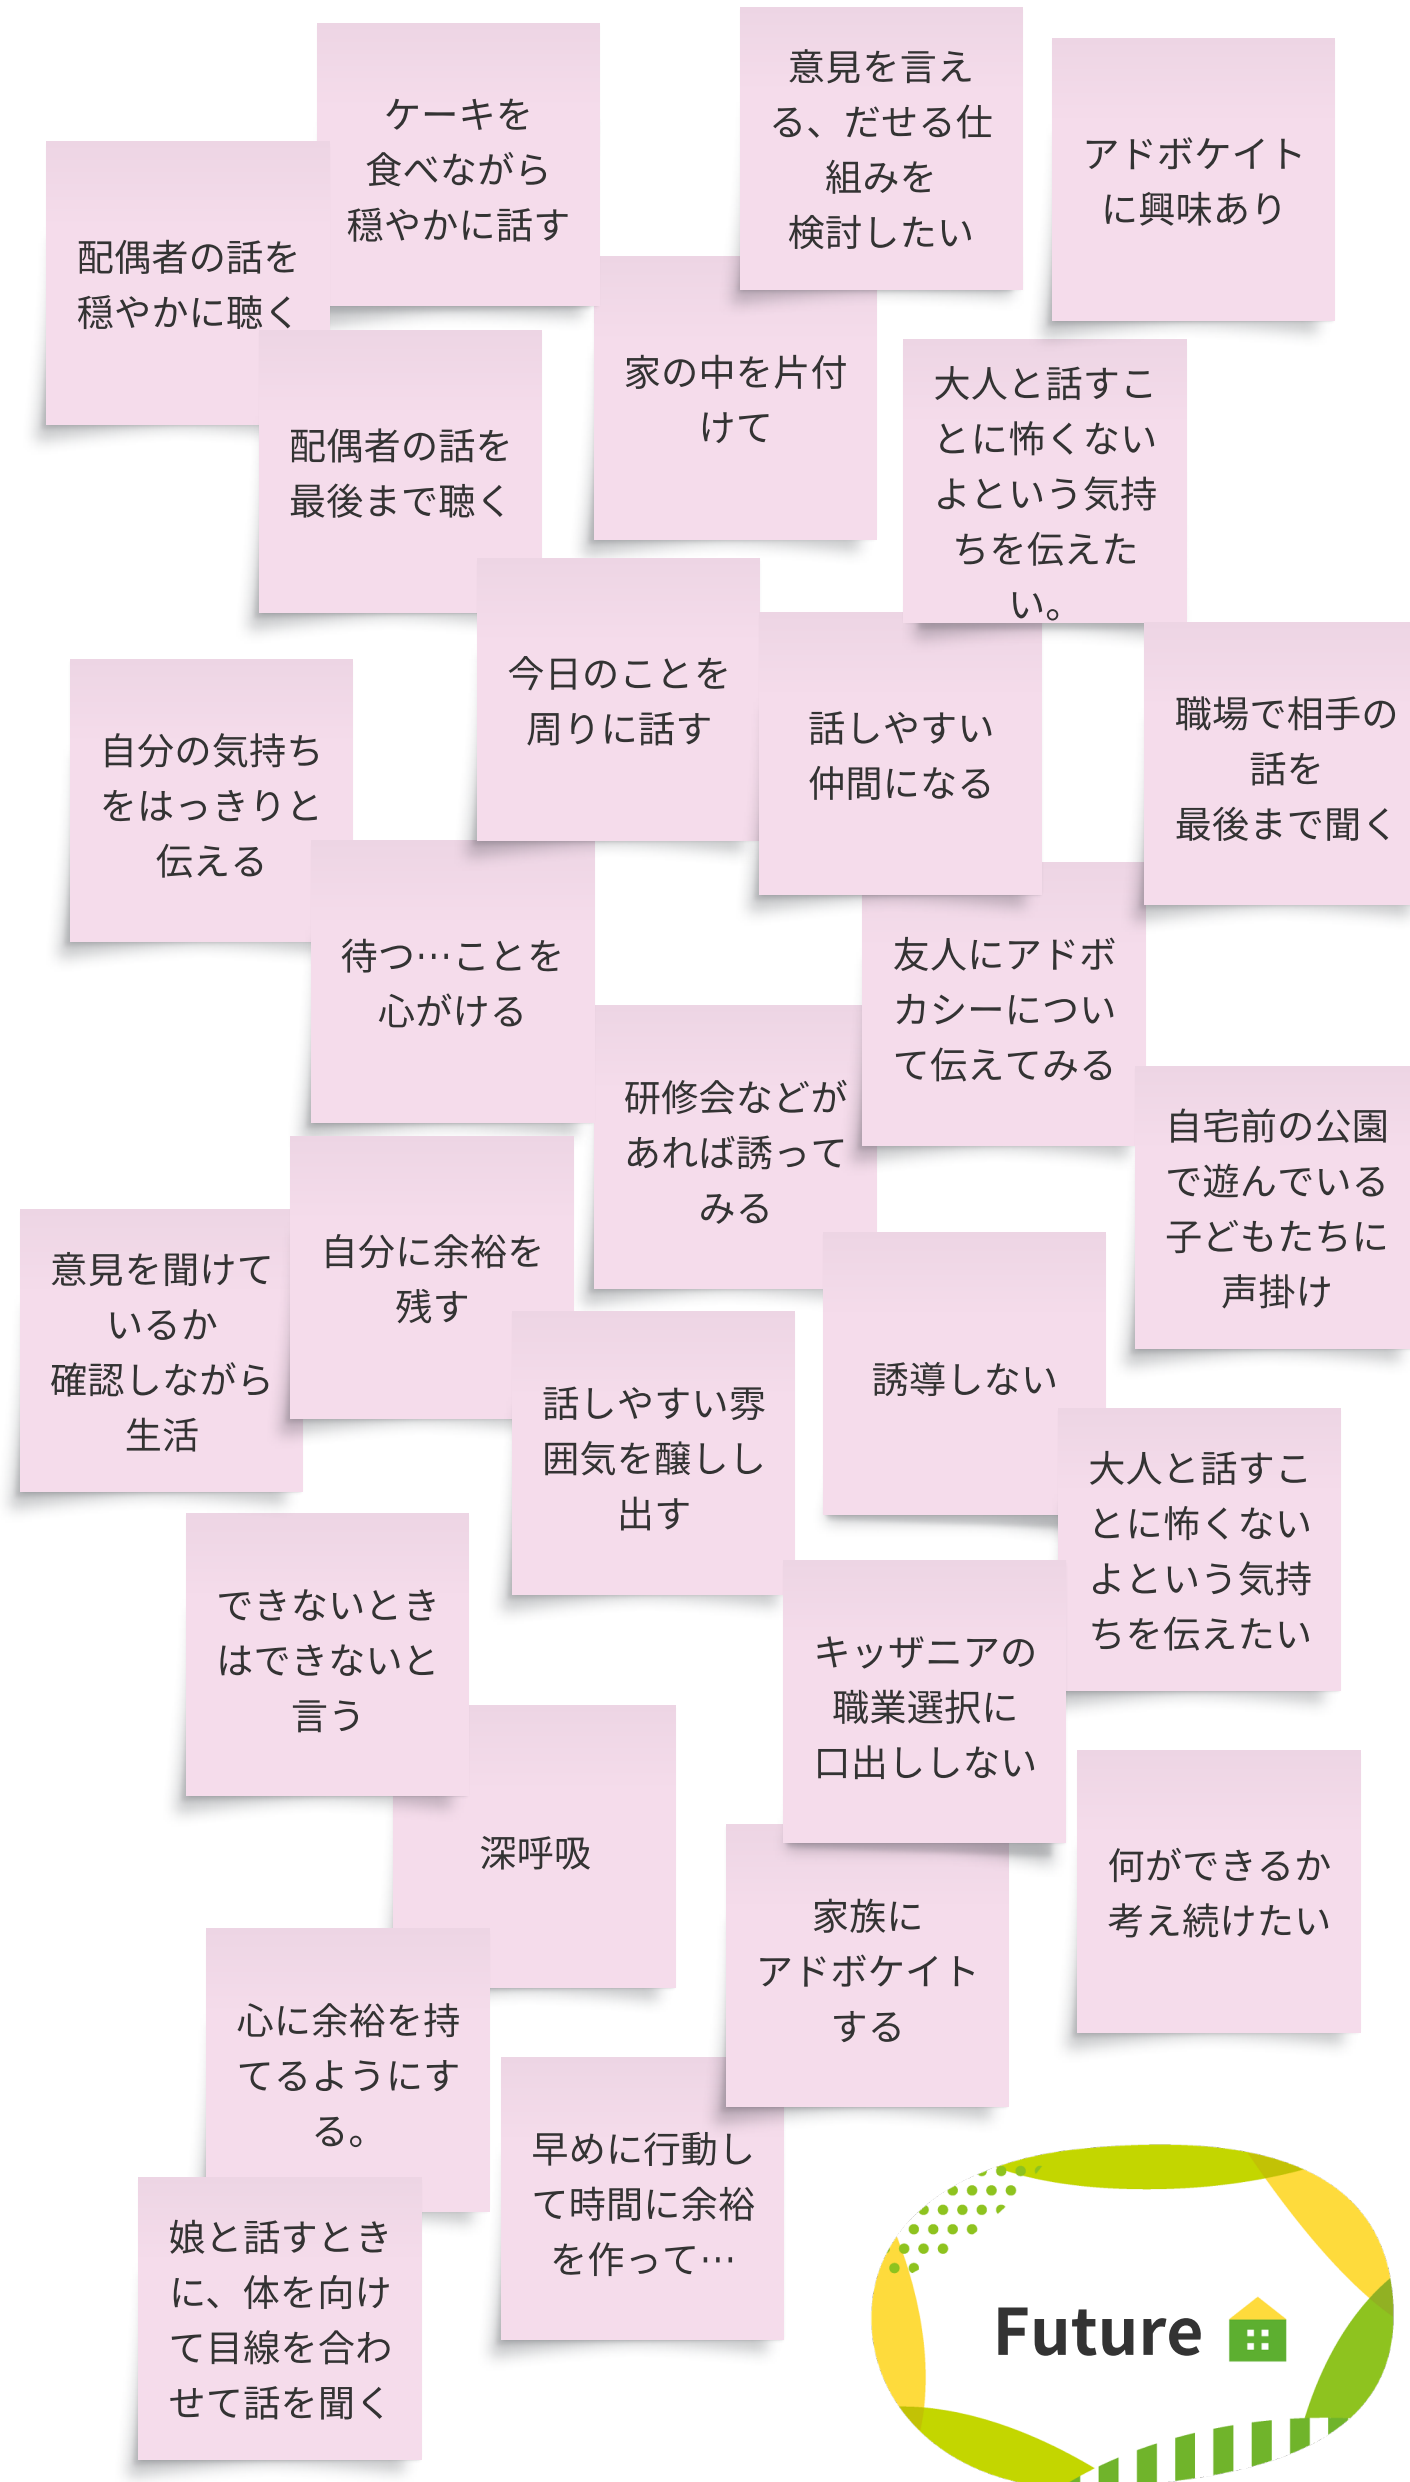 ケーキを
食べながら
穏やかに話す
意見を言え
る、だせる仕
組みを
検討したい
アドボケイト
に興味あり
配偶者の話を
穏やかに聴く
家の中を片付
けて
大人と話すこ
とに怖くない
よという気持
ちを伝えた
い。
配偶者の話を
最後まで聴く
今日のことを
周りに話す
話しやすい
仲間になる
職場で相手の
話を
最後まで聞く
自分の気持ち
をはっきりと
伝える
待つ…ことを
心がける
友人にアドボ
カシーについ
て伝えてみる
研修会などが
あれば誘って
みる
自宅前の公園
で遊んでいる
子どもたちに
声掛け
意見を聞けて
いるか
確認しながら
生活
自分に余裕を
残す
誘導しない
話しやすい雰
囲気を醸しし
出す
大人と話すこ
とに怖くない
よという気持
ちを伝えたい
できないとき
はできないと
言う
キッザニアの
職業選択に
口出ししない
深呼吸
何ができるか
考え続けたい
家族に
アドボケイト
する
心に余裕を持
てるようにす
る。
早めに行動し
て時間に余裕
を作って…
娘と話すとき
に、体を向け
て目線を合わ
せて話を聞く
Future